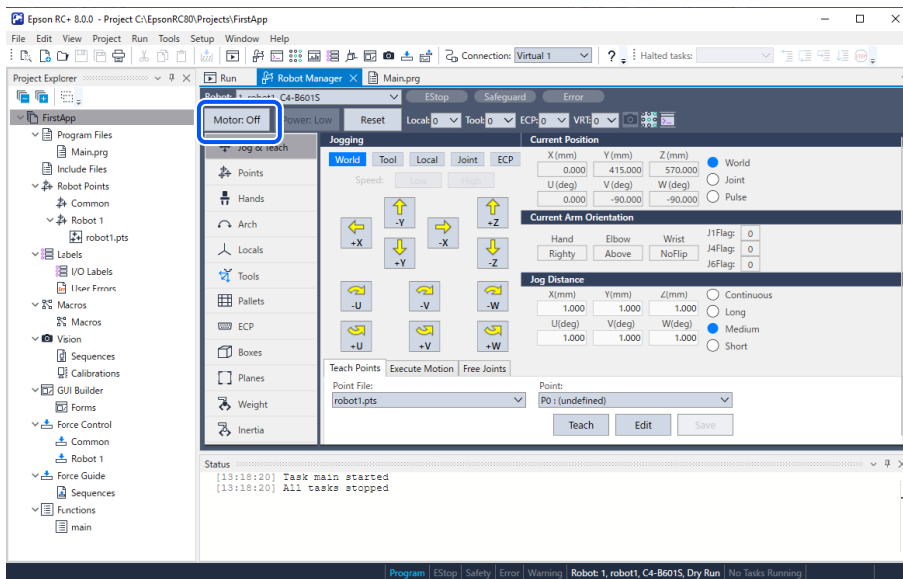 Epson RC+ 8.0.0 - Project C:\EpsonRC80\Projects\FirstApp
File Edit View Project Run Tools Setup Window Help
Connection: Virtual 1 ? Halted tasks:
Project Explorer
Run Robot Manager Main.prg
Robot: 1, robot1, C4-B601S EStop Safeguard Error
Motor: Off Power: Low Reset Local: 0 Tool: 0 ECP: 0 VRT: 0
FirstApp
Program Files
Main.prg
Include Files
Robot Points
Common
Robot 1
robot1.pts
Labels
I/O Labels
User Errors
Macros
Macros
Vision
Sequences
Calibrations
GUI Builder
Forms
Force Control
Common
Robot 1
Force Guide
Sequences
Functions
main
Jog & Teach
Points
Hands
Arch
Locals
Tools
Pallets
ECP
Boxes
Planes
Weight
Inertia
Jogging
World Tool Local Joint ECP
Speed: Low High
-Y +Z
+X -X
+Y -Z
-U -V -W
+U +V +W
Current Position
X (mm) Y (mm) Z (mm)
0.000 415.000 570.000
U (deg) V (deg) W (deg)
0.000 -90.000 -90.000
World
Joint
Pulse
Current Arm Orientation
Hand Elbow Wrist
Righty Above NoFlip
J1Flag: 0
J4Flag: 0
J6Flag: 0
Jog Distance
X(mm) Y(mm) Z(mm)
1.000 1.000 1.000
U(deg) V(deg) W(deg)
1.000 1.000 1.000
Continuous
Long
Medium
Short
Teach Points Execute Motion Free Joints
Point File: Point:
robot1.pts P0 : (undefined)
Teach Edit Save
Status
[13:18:20] Task main started
[13:18:20] All tasks stopped
Program EStop Safety Error Warning Robot: 1, robot1, C4-B601S, Dry Run No Tasks Running